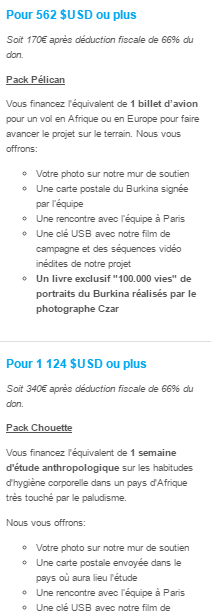 Pour 562 $USD ou plus
Soit 170€ après déduction fiscale de 66% du
don.
Pack Pélican
Vous financez l'équivalent de 1 billet d'avion
pour un vol en Afrique ou en Europe pour faire
avancer le projet sur le terrain. Nous vous
offrons:
Votre photo sur notre mur de soutien
Une carte postale du Burkina signée
par l'équipe
Une rencontre avec l'équipe à Paris
Une clé USB avec notre film de
campagne et des séquences vidéo
inédites de notre projet
Un livre exclusif "100.000 vies" de
portraits du Burkina réalisés par le
photographe Czar
Pour 1 124 $USD ou plus
Soit 340€ après déduction fiscale de 66% du
don.
Pack Chouette
Vous financez l'équivalent de 1 semaine
d'étude anthropologique sur les habitudes
d'hygiène corporelle dans un pays d'Afrique
très touché par le paludisme.
Nous vous offrons:
Votre photo sur notre mur de soutien
Une carte postale envoyée dans le
pays où aura lieu l'étude
Une rencontre avec l'équipe à Paris
Une clé USB avec notre film de